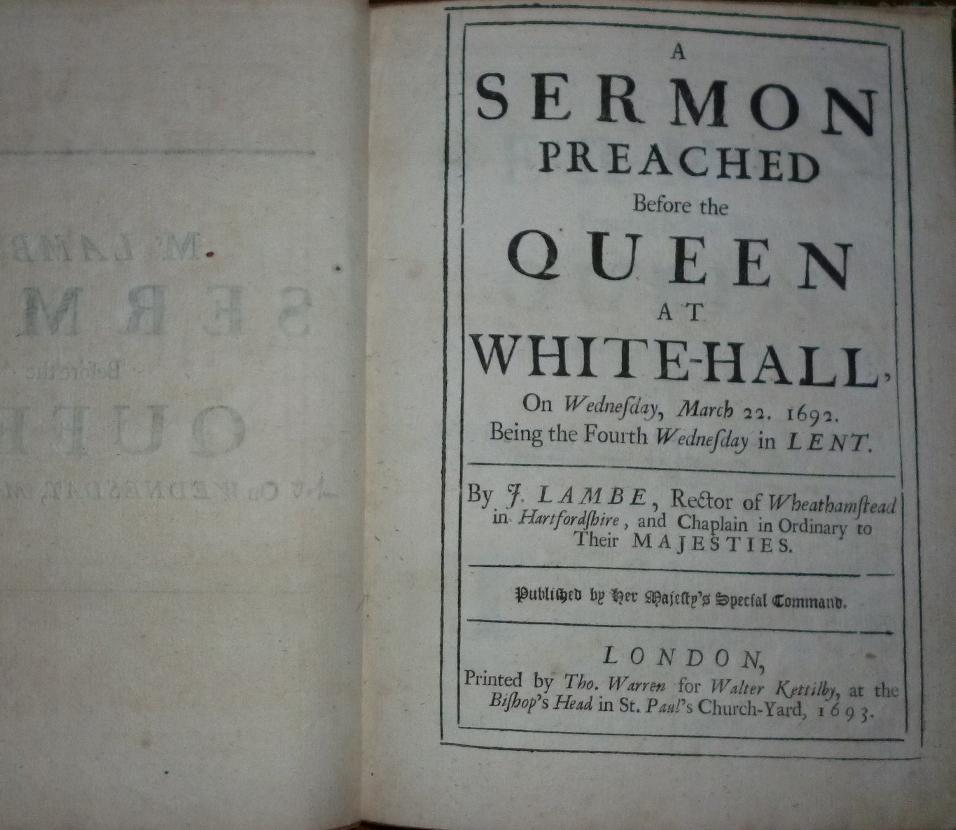 A
SERMON
PREACHED
Before the
QUEEN
AT
WHITE-HALL,
On Wedneſday, March 22. 1692.
Being the Fourth Wedneſday in LENT.
By J. LAMBE, Rector of Wheathamſtead
in Hartfordſhire, and Chaplain in Ordinary to
Their MAJESTIES.
Publiſhed by Her Majeſty's Special Command.
LONDON,
Printed by Tho. Warren for Walter Kettilby, at the
Biſhop's Head in St. Paul's Church-Yard, 1693.